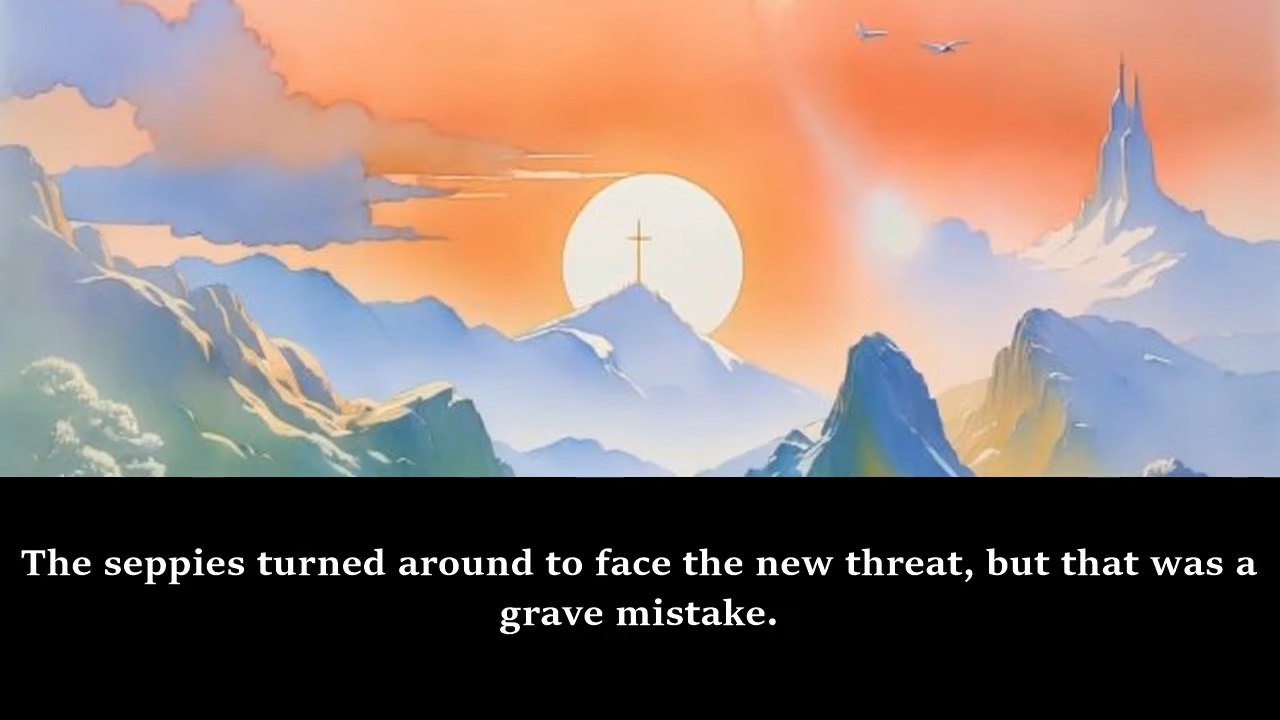 The seppies turned around to face the new threat, but that was a
grave mistake.